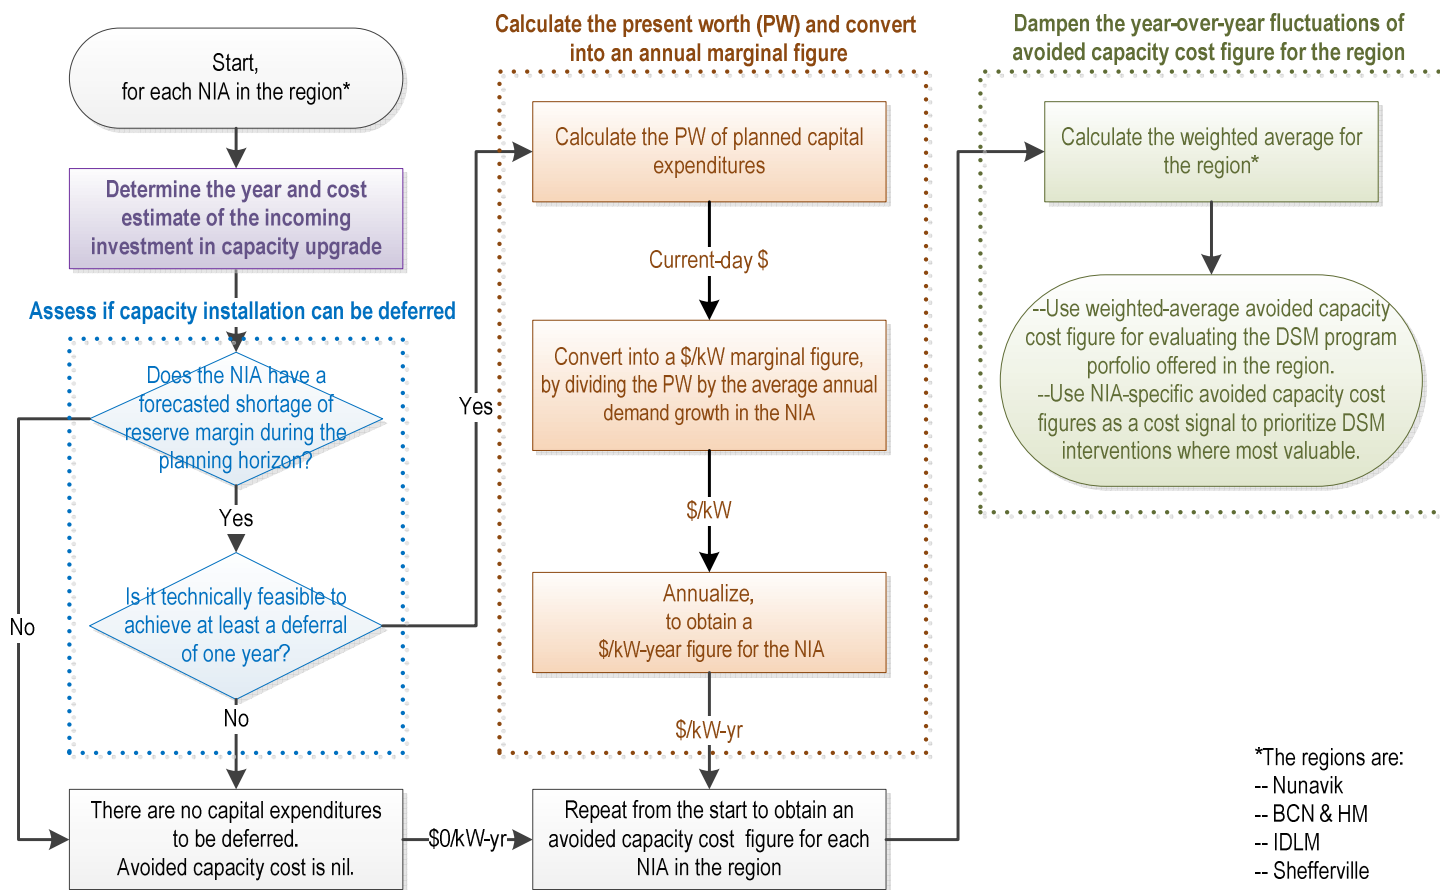 Start,
for each NIA in the region*
Determine the year and cost
estimate of the incoming
investment in capacity upgrade
Assess if capacity installation can be deferred
Does the NIA have a
forecasted shortage of
reserve margin during the
planning horizon?
Yes
Is it technically feasible to
achieve at least a deferral
of one year?
No
No
There are no capital expenditures
to be deferred.
Avoided capacity cost is nil.
$0/kW-yr
Yes
Calculate the present worth (PW) and convert
into an annual marginal figure
Calculate the PW of planned capital
expenditures
Current-day $
Convert into a $/kW marginal figure,
by dividing the PW by the average annual
demand growth in the NIA
$/kW
Annualize,
to obtain a
$/kW-year figure for the NIA
$/kW-yr
Repeat from the start to obtain an
avoided capacity cost figure for each
NIA in the region
Dampen the year-over-year fluctuations of
avoided capacity cost figure for the region
Calculate the weighted average for
the region*
--Use weighted-average avoided capacity
cost figure for evaluating the DSM program
porfolio offered in the region.
--Use NIA-specific avoided capacity cost
figures as a cost signal to prioritize DSM
interventions where most valuable.
*The regions are:
-- Nunavik
-- BCN & HM
-- IDLM
-- Shefferville